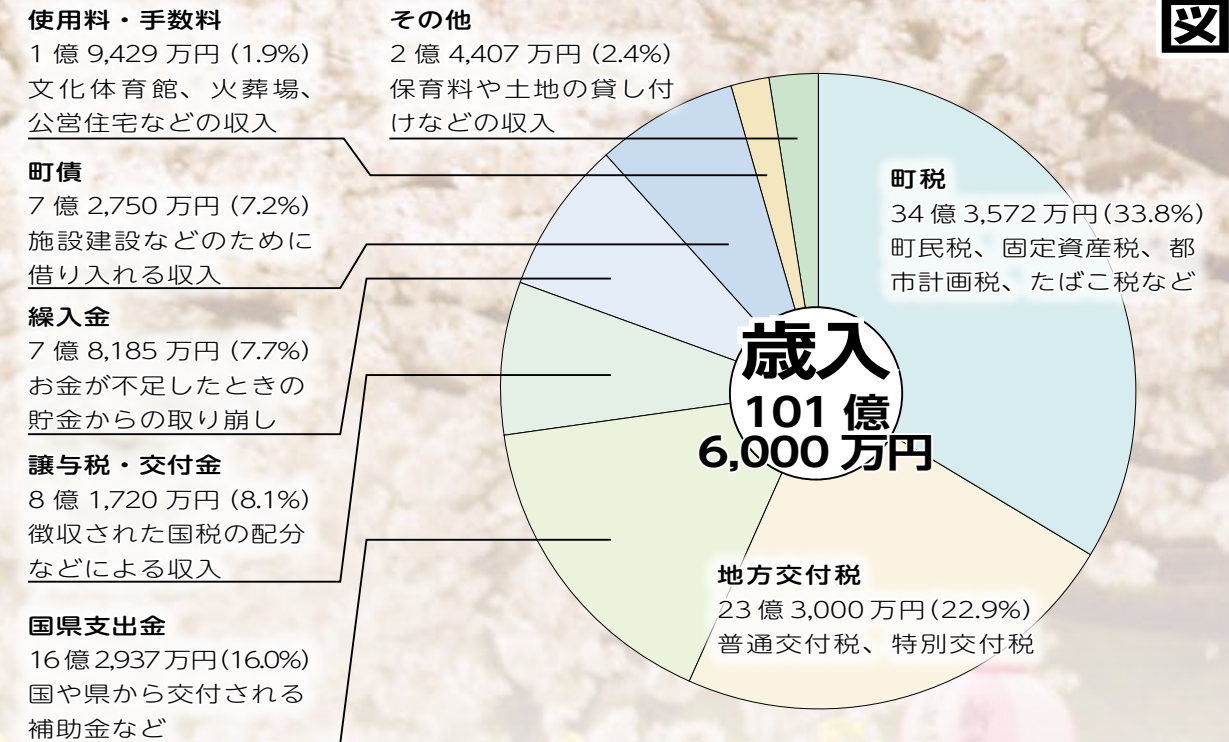 図
使用料・手数料
1 億 9,429 万円 (1.9%)
文化体育館、火葬場、
公営住宅などの収入
その他
2 億 4,407 万円 (2.4%)
保育料や土地の貸し付
けなどの収入
町債
7 億 2,750 万円 (7.2%)
施設建設などのために
借り入れる収入
繰入金
7 億 8,185 万円 (7.7%)
お金が不足したときの
貯金からの取り崩し
譲与税・交付金
8 億 1,720 万円 (8.1%)
徴収された国税の配分
などによる収入
国県支出金
16 億 2,937 万円 (16.0%)
国や県から交付される
補助金など
町税
34 億 3,572 万円 (33.8%)
町民税、固定資産税、都
市計画税、たばこ税など
歳入
101 億
6,000 万円
地方交付税
23 億 3,000 万円 (22.9%)
普通交付税、特別交付税